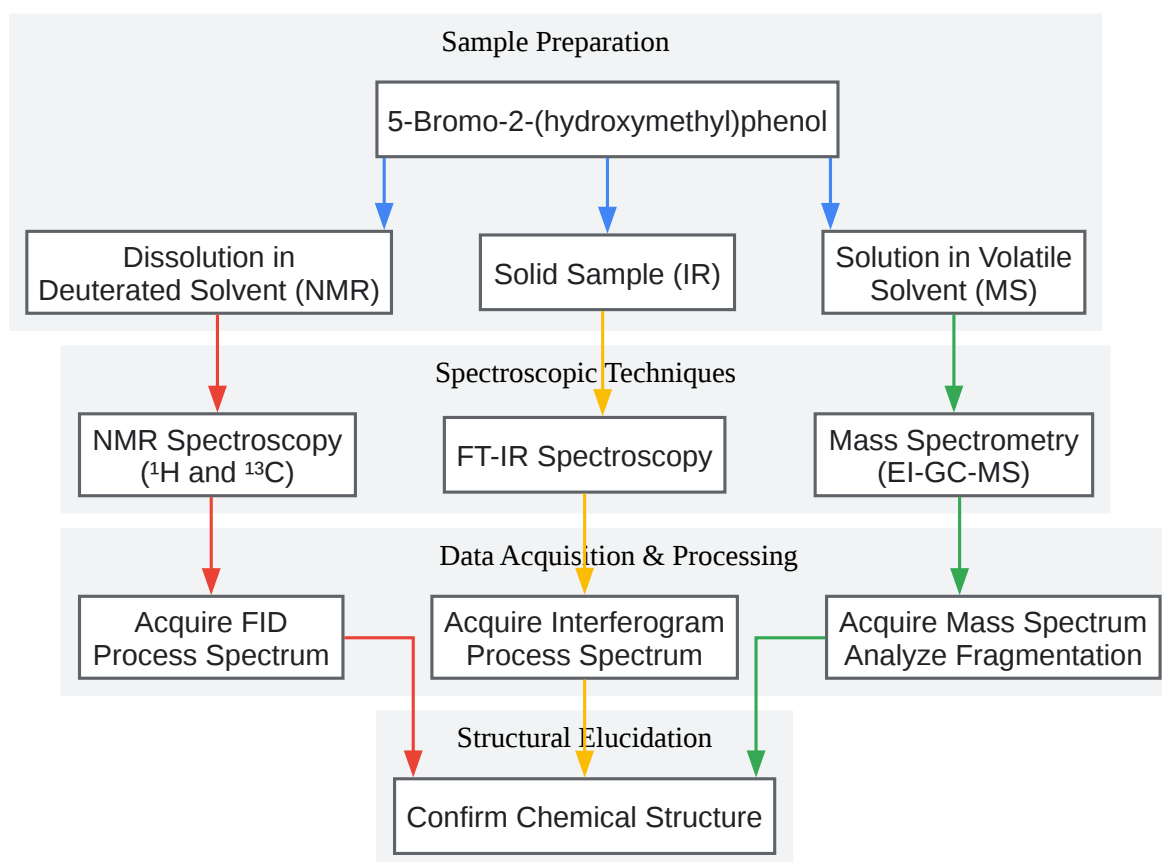 Sample Preparation
5-Bromo-2-(hydroxymethyl)phenol
Dissolution in
Deuterated Solvent (NMR)
Solid Sample (IR)
Solution in Volatile
Solvent (MS)
Spectroscopic Techniques
NMR Spectroscopy
(¹H and ¹³C)
FT-IR Spectroscopy
Mass Spectrometry
(EI-GC-MS)
Data Acquisition & Processing
Acquire FID
Process Spectrum
Acquire Interferogram
Process Spectrum
Acquire Mass Spectrum
Analyze Fragmentation
Structural Elucidation
Confirm Chemical Structure